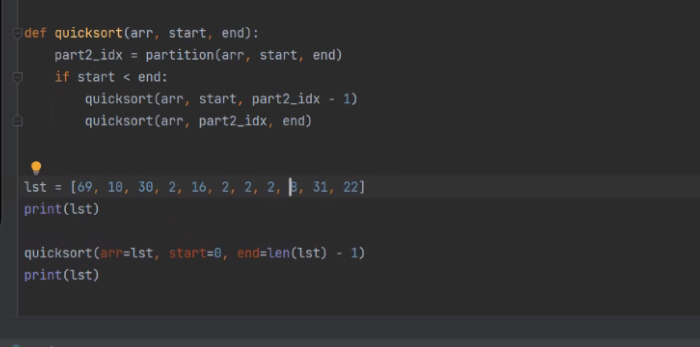 def quicksort(arr, start, end):
    part2_idx = partition(arr, start, end)
    if start < end:
        quicksort(arr, start, part2_idx - 1)
        quicksort(arr, part2_idx, end)
lst = [69, 10, 30, 2, 16, 2, 2, 2, 8, 31, 22]
print(lst)
quicksort(arr=lst, start=0, end=len(lst) - 1)
print(lst)